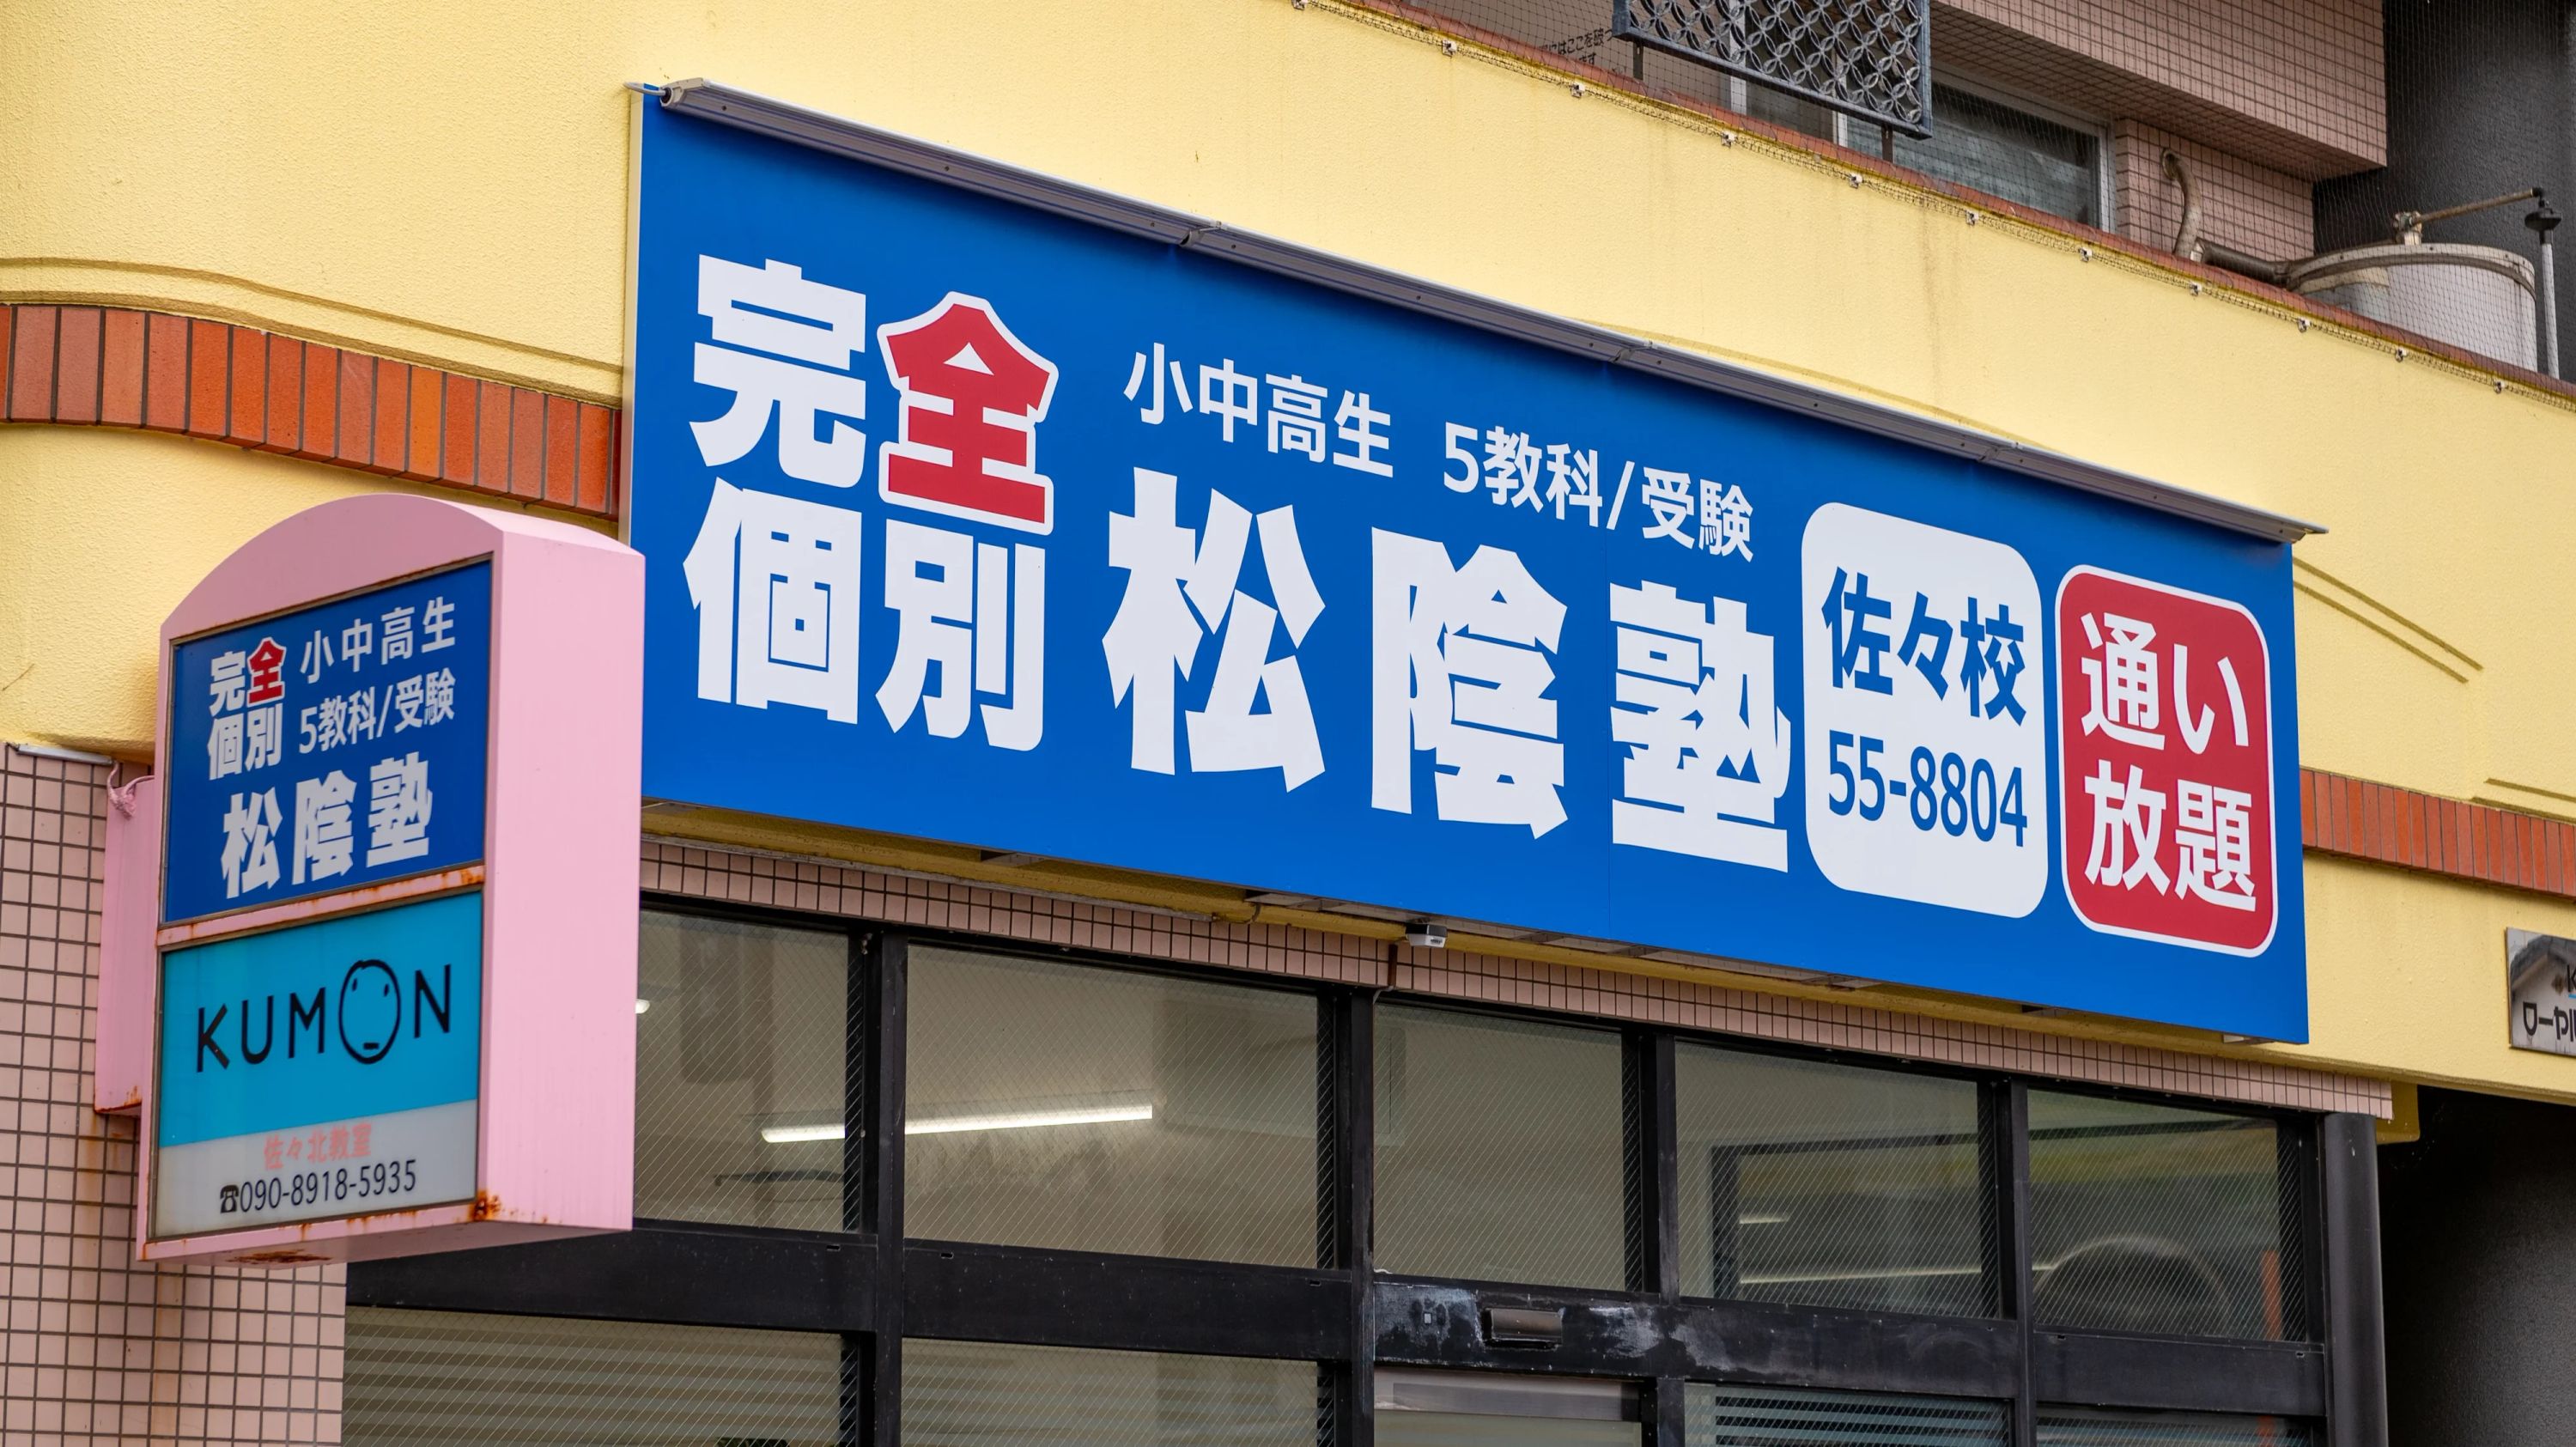 完全個別
小中高生 5教科/受験
松陰塾
佐々校
55-8804
通い放題
完全個別
小中高生
5教科/受験
松陰塾
KUMON
佐々北教室
☎090-8918-5935